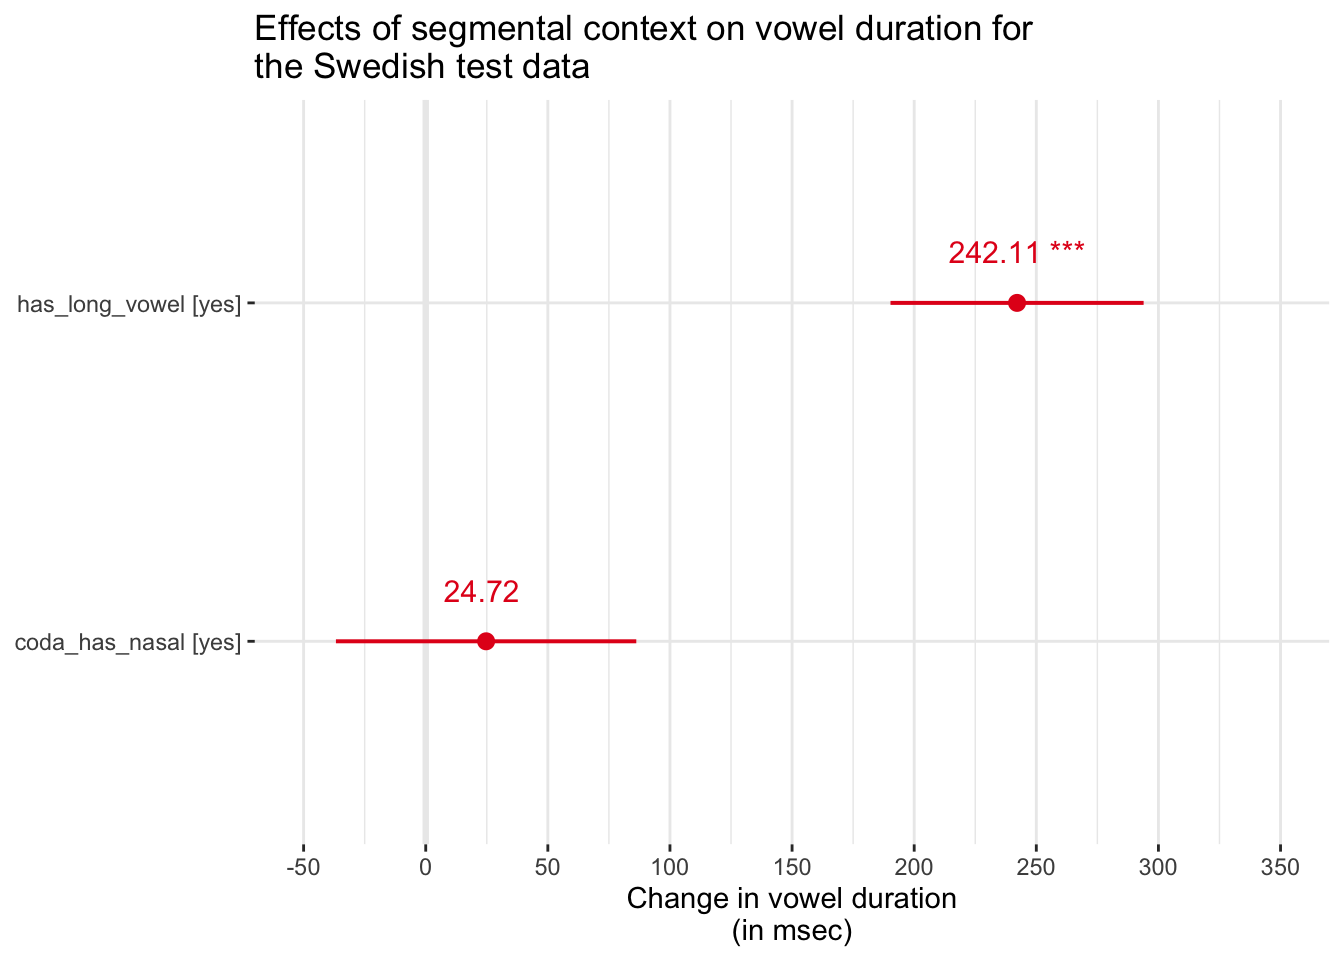 Effects of segmental context on vowel duration for
the Swedish test data
242.11 ***
has_long_vowel [yes]
24.72
coda_has_nasal [yes]
-50 0 50 100 150 200 250 300 350
Change in vowel duration
(in msec)